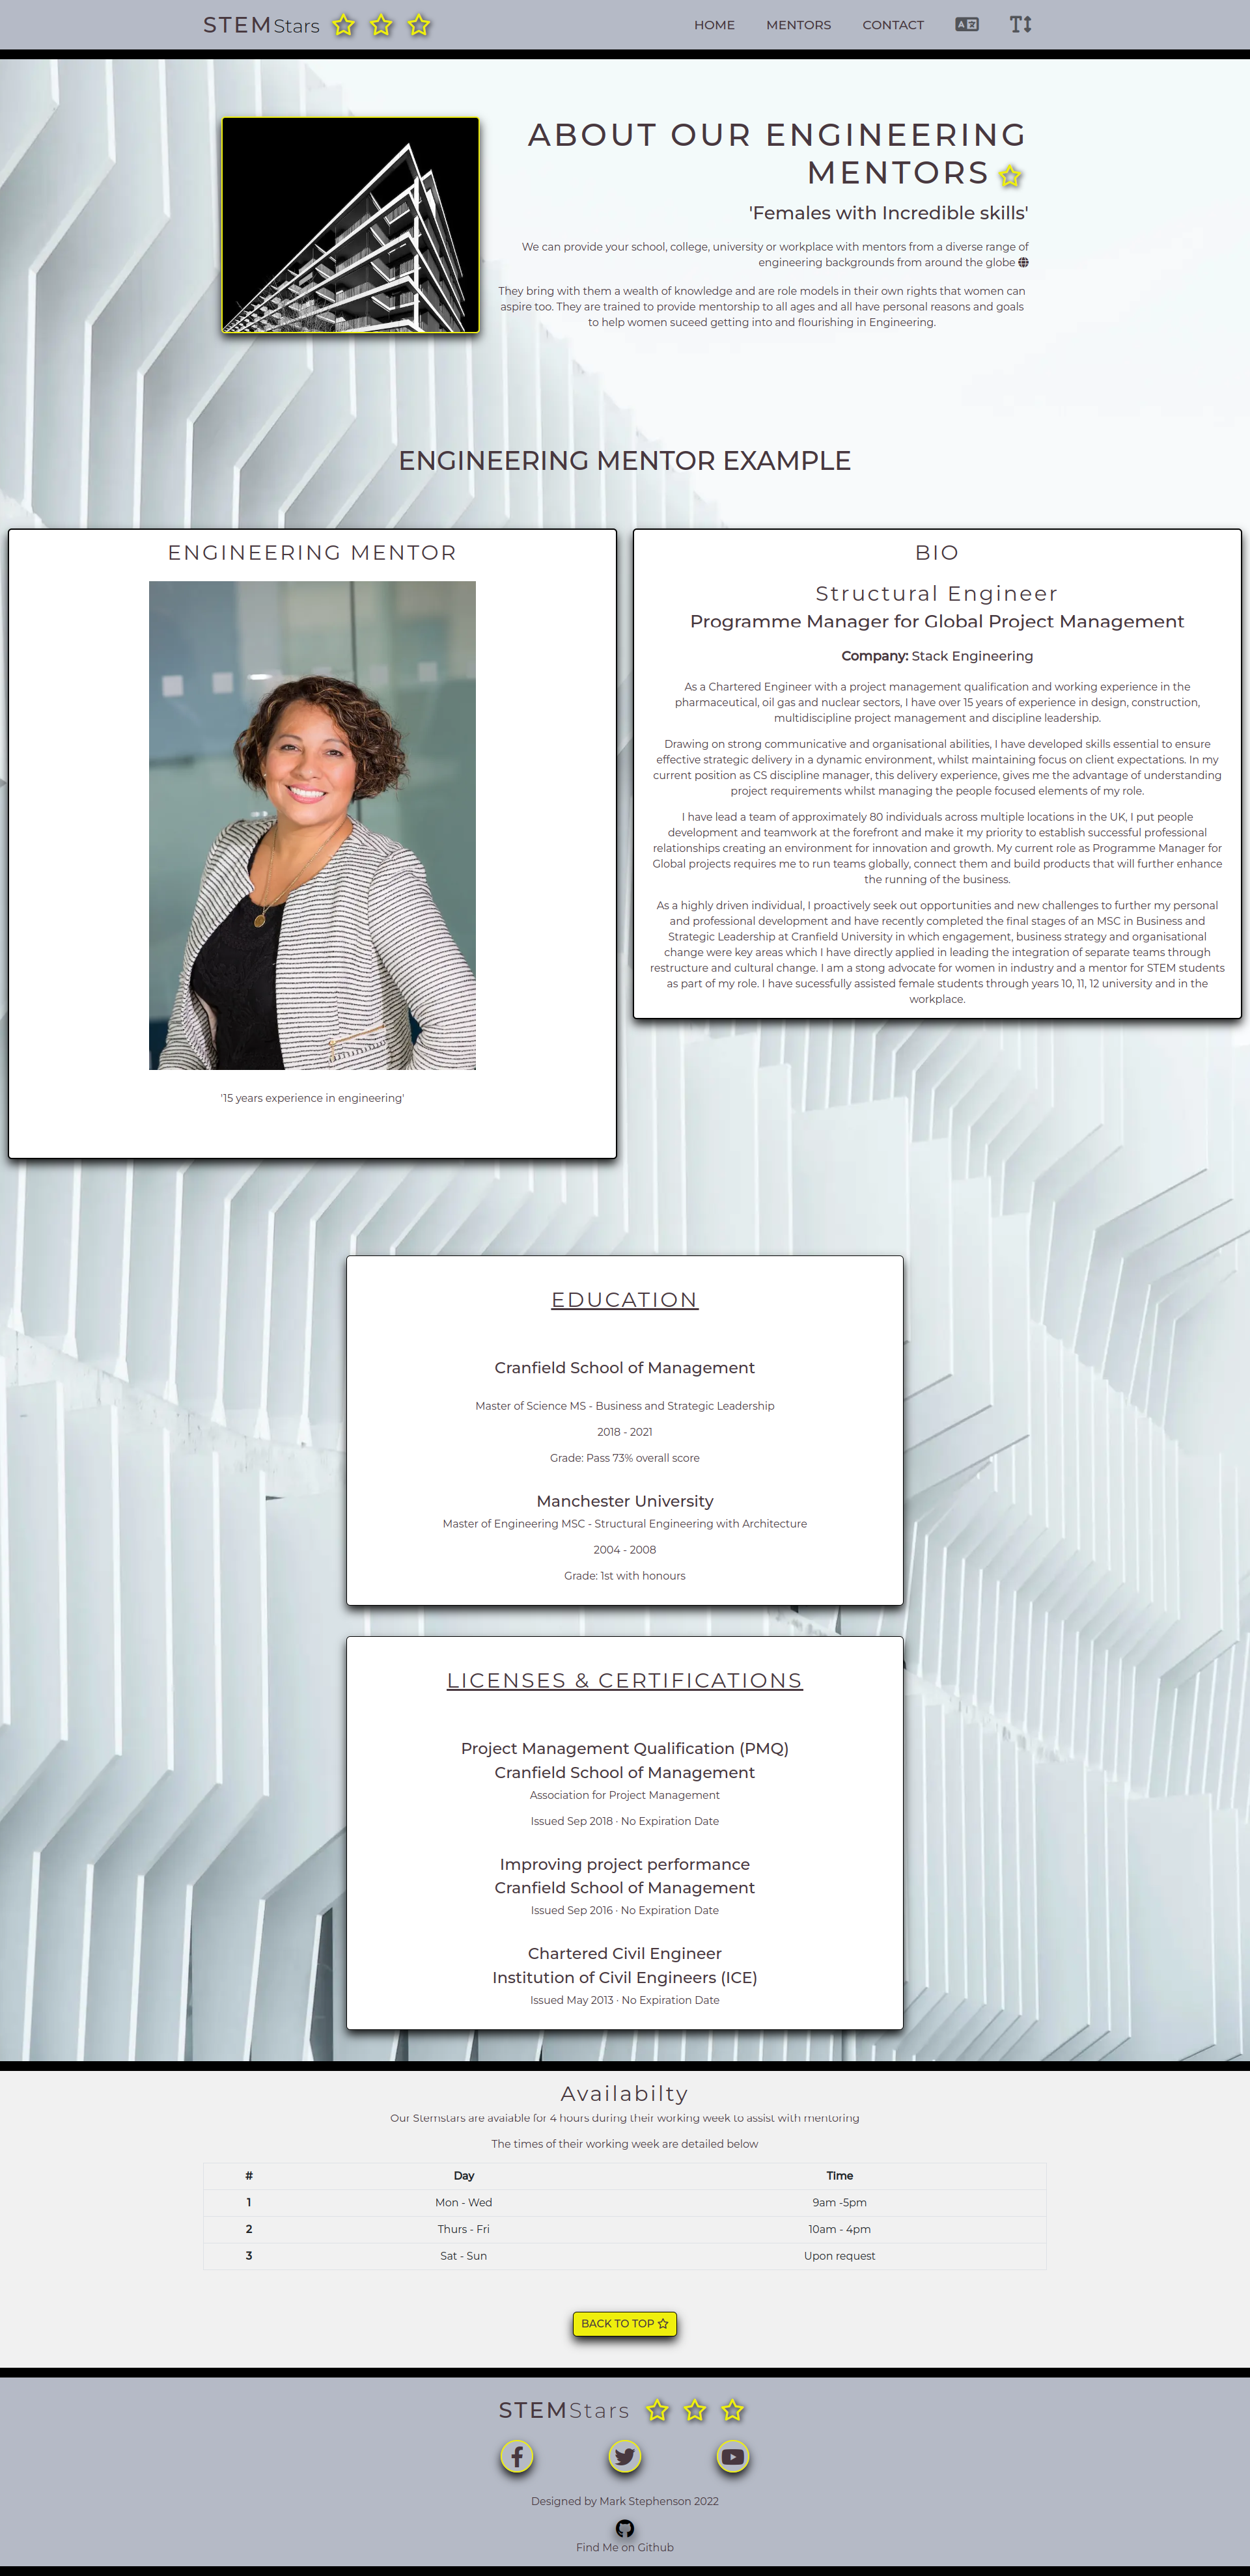 STEMStars
HOME
MENTORS
CONTACT
ABOUT OUR ENGINEERING
MENTORS
'Females with Incredible skills'
We can provide your school, college, university or workplace with mentors from a diverse range of
engineering backgrounds from around the globe
They bring with them a wealth of knowledge and are role models in their own rights that women can
aspire too. They are trained to provide mentorship to all ages and all have personal reasons and goals
to help women suceed getting into and flourishing in Engineering.
ENGINEERING MENTOR EXAMPLE
ENGINEERING MENTOR
'15 years experience in engineering'
BIO
Structural Engineer
Programme Manager for Global Project Management
Company: Stack Engineering
As a Chartered Engineer with a project management qualification and working experience in the
pharmaceutical, oil gas and nuclear sectors, I have over 15 years of experience in design, construction,
multidiscipline project management and discipline leadership.
Drawing on strong communicative and organisational abilities, I have developed skills essential to ensure
effective strategic delivery in a dynamic environment, whilst maintaining focus on client expectations. In my
current position as CS discipline manager, this delivery experience, gives me the advantage of understanding
project requirements whilst managing the people focused elements of my role.
I have lead a team of approximately 80 individuals across multiple locations in the UK, I put people
development and teamwork at the forefront and make it my priority to establish successful professional
relationships creating an environment for innovation and growth. My current role as Programme Manager for
Global projects requires me to run teams globally, connect them and build products that will further enhance
the running of the business.
As a highly driven individual, I proactively seek out opportunities and new challenges to further my personal
and professional development and have recently completed the final stages of an MSC in Business and
Strategic Leadership at Cranfield University in which engagement, business strategy and organisational
change were key areas which I have directly applied in leading the integration of separate teams through
restructure and cultural change. I am a stong advocate for women in industry and a mentor for STEM students
as part of my role. I have sucessfully assisted female students through years 10, 11, 12 university and in the
workplace.
EDUCATION
Cranfield School of Management
Master of Science MS - Business and Strategic Leadership
2018 - 2021
Grade: Pass 73% overall score
Manchester University
Master of Engineering MSC - Structural Engineering with Architecture
2004 - 2008
Grade: 1st with honours
LICENSES & CERTIFICATIONS
Project Management Qualification (PMQ)
Cranfield School of Management
Association for Project Management
Issued Sep 2018 · No Expiration Date
Improving project performance
Cranfield School of Management
Issued Sep 2016 · No Expiration Date
Chartered Civil Engineer
Institution of Civil Engineers (ICE)
Issued May 2013 · No Expiration Date
Availabilty
Our Stemstars are avaiable for 4 hours during their working week to assist with mentoring
The times of their working week are detailed below
# Day Time
1 Mon - Wed 9am -5pm
2 Thurs - Fri 10am - 4pm
3 Sat - Sun Upon request
BACK TO TOP
STEMStars
Designed by Mark Stephenson 2022
Find Me on Github